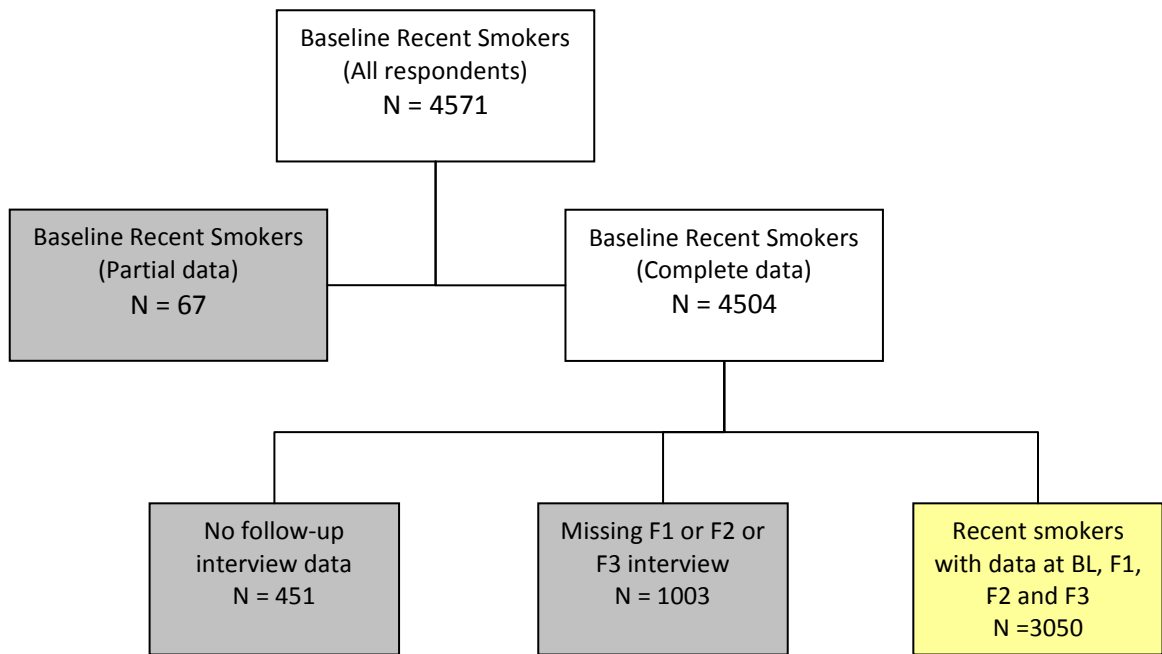 Baseline Recent Smokers
(All respondents)
N = 4571
Baseline Recent Smokers
(Partial data)
N = 67
Baseline Recent Smokers
(Complete data)
N = 4504
No follow-up
interview data
N = 451
Missing F1 or F2 or
F3 interview
N = 1003
Recent smokers
with data at BL, F1,
F2 and F3
N =3050